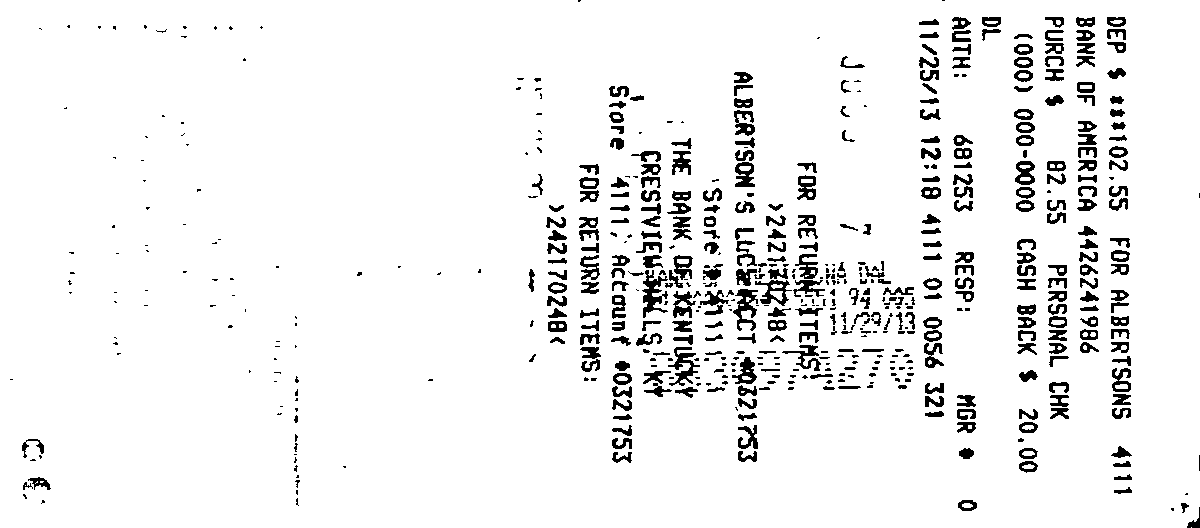 DEP $ ***102.55 FOR ALBERTSONS 4111
BANK OF AMERICA 4426241986
PURCH $ 82.55 PERSONAL CHK
(000) 000-0000 CASH BACK $ 20.00
DL
AUTH: 681253 RESP: MGR # 0
11/25/13 12:18 4111 01 0056 321
11/29/13
FOR RETURN ITEMS
>242170248<
ALBERTSON'S ACCT #0321753
Store # 4111
THE BANK OF KENTUCKY
CRESTVIEW HILLS, KY
Store 4111, Account #0321753
FOR RETURN ITEMS:
>242170248<